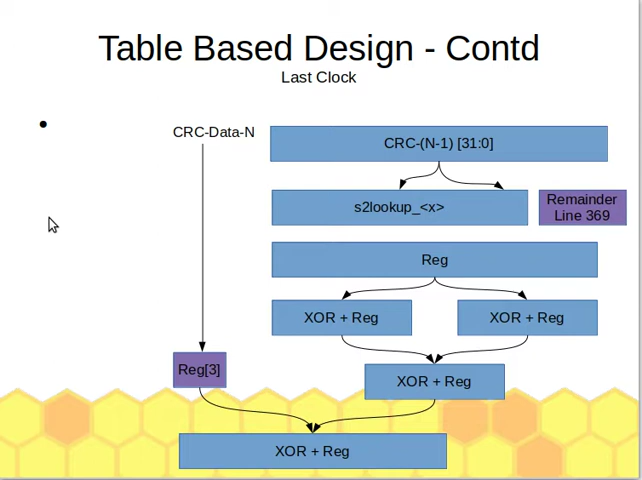 Table Based Design - Contd
Last Clock
•
CRC-Data-N
CRC-(N-1) [31:0]
s2lookup_<x>
Remainder
Line 369
Reg
XOR + Reg
XOR + Reg
Reg[3]
XOR + Reg
XOR + Reg